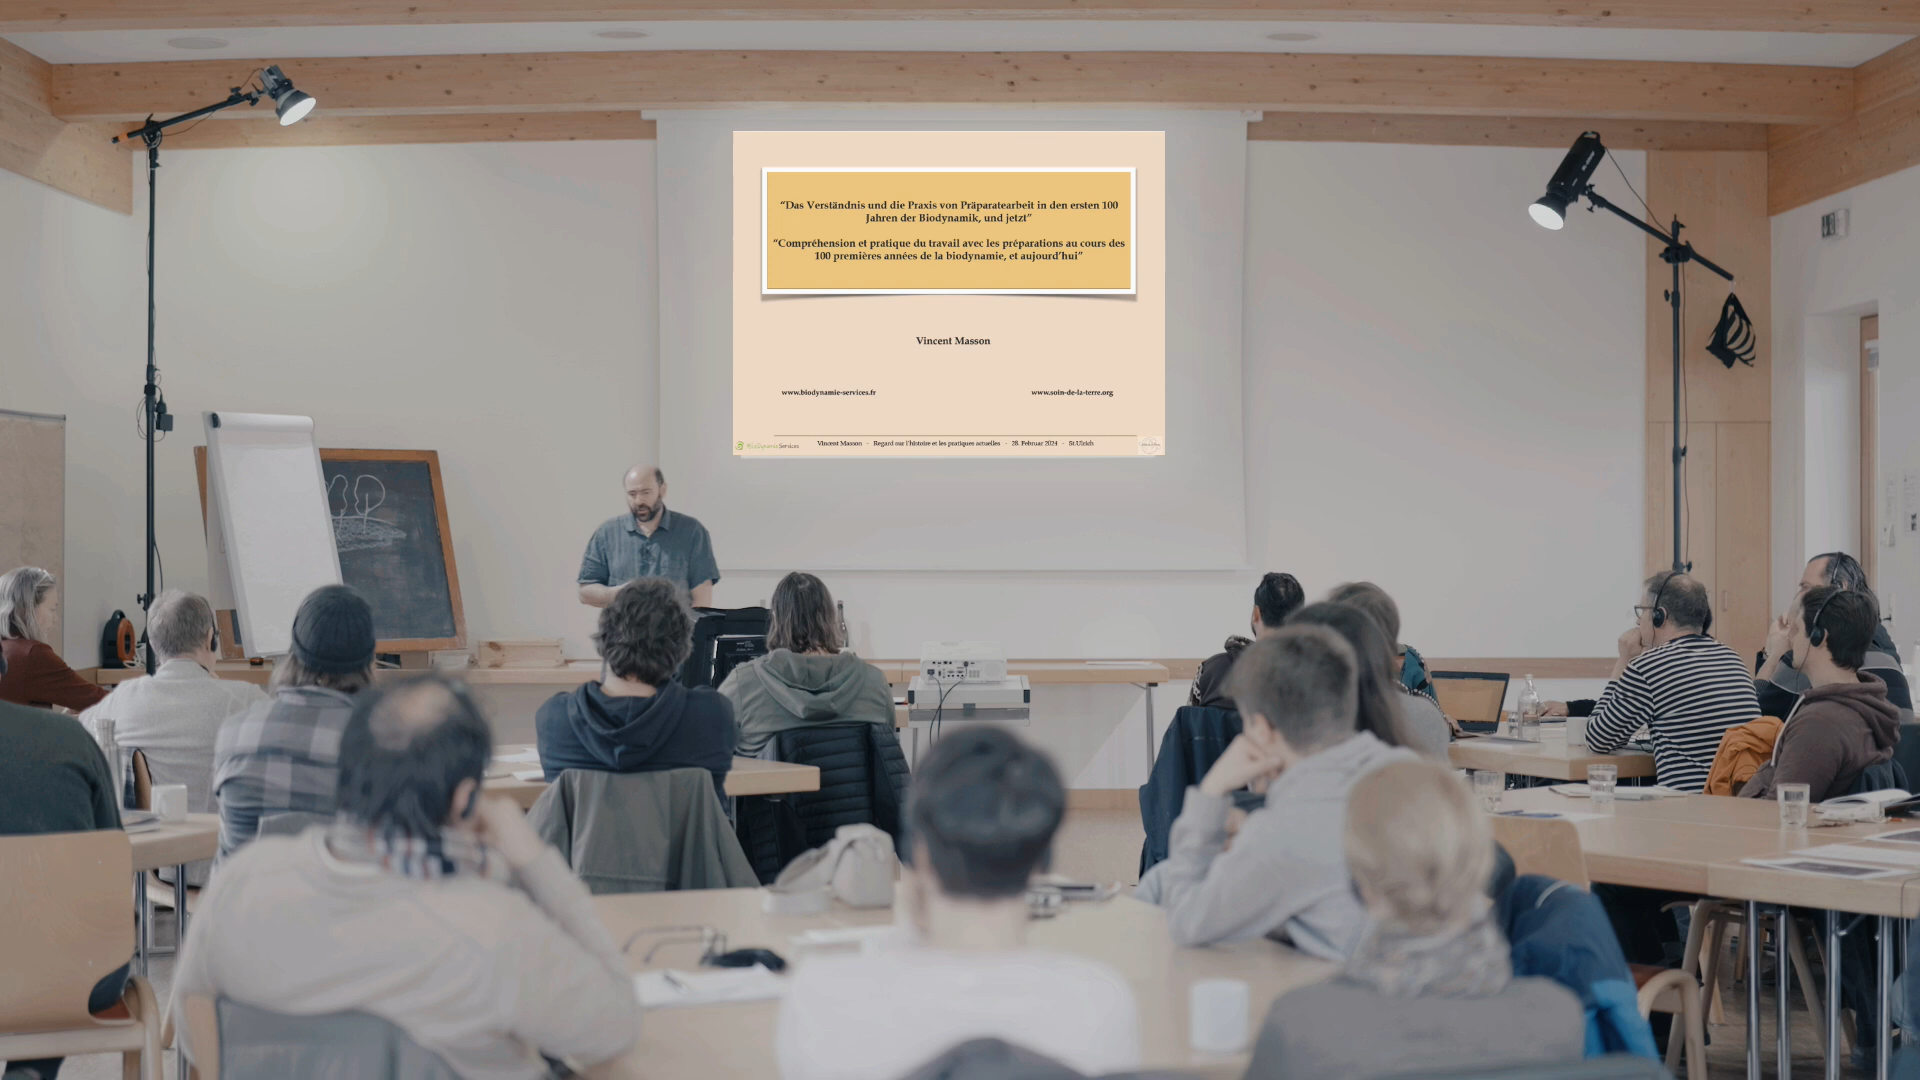 “Das Verständnis und die Praxis von Präparatearbeit in den ersten 100
Jahren der Biodynamik, und jetzt”
“Compréhension et pratique du travail avec les préparations au cours des
100 premières années de la biodynamie, et aujourd’hui”
Vincent Masson
www.biodynamie-services.fr
www.soin-de-la-terre.org
BioDynamie Services
Vincent Masson - Regard sur l’histoire et les pratiques actuelles - 28. Februar 2024 - St.Ulrich